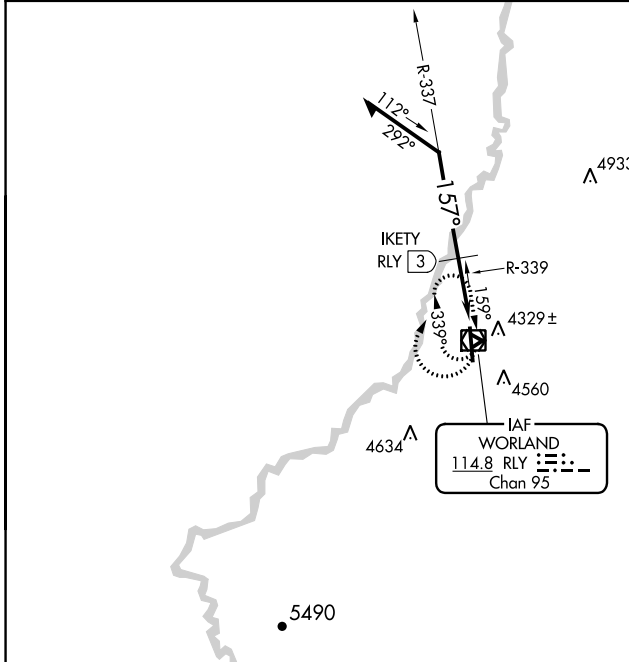 R-337
112°
292°
4933
157°
IKETY
RLY 3
R-339
159°
339°
4329±
4560
4634
IAF
WORLAND
114.8 RLY
Chan 95
5490